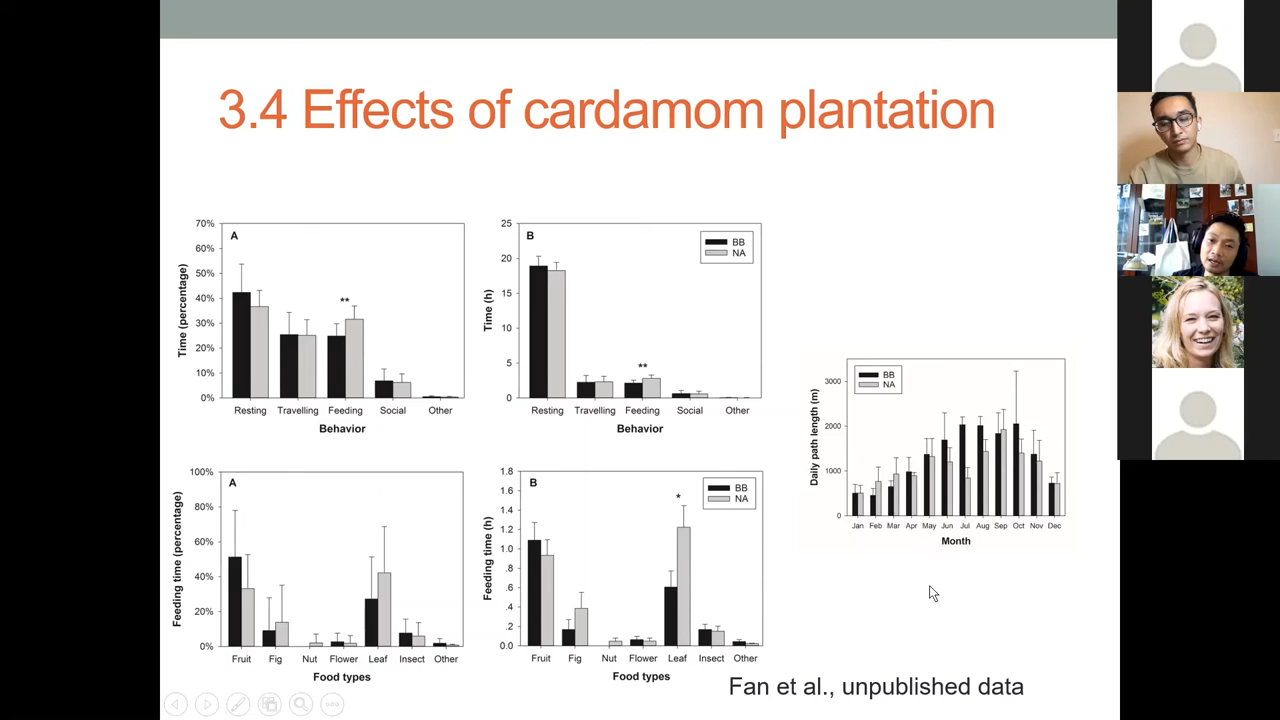 3.4 Effects of cardamom plantation
A
70%
60%
50%
40%
30%
20%
10%
0%
Time (percentage)
**
Resting Travelling Feeding Social Other
Behavior
B
BB
NA
25
20
15
10
5
0
Time (h)
**
Resting Travelling Feeding Social Other
Behavior
BB
NA
3000
2000
1000
0
Daily path length (m)
Jan Feb Mar Apr May Jun Jul Aug Sep Oct Nov Dec
Month
A
100%
80%
60%
40%
20%
0%
Feeding time (percentage)
Fruit Fig Nut Flower Leaf Insect Other
Food types
B
BB
NA
1.8
1.6
1.4
1.2
1.0
.8
.6
.4
.2
0.0
Feeding time (h)
*
Fruit Fig Nut Flower Leaf Insect Other
Food types
Fan et al., unpublished data